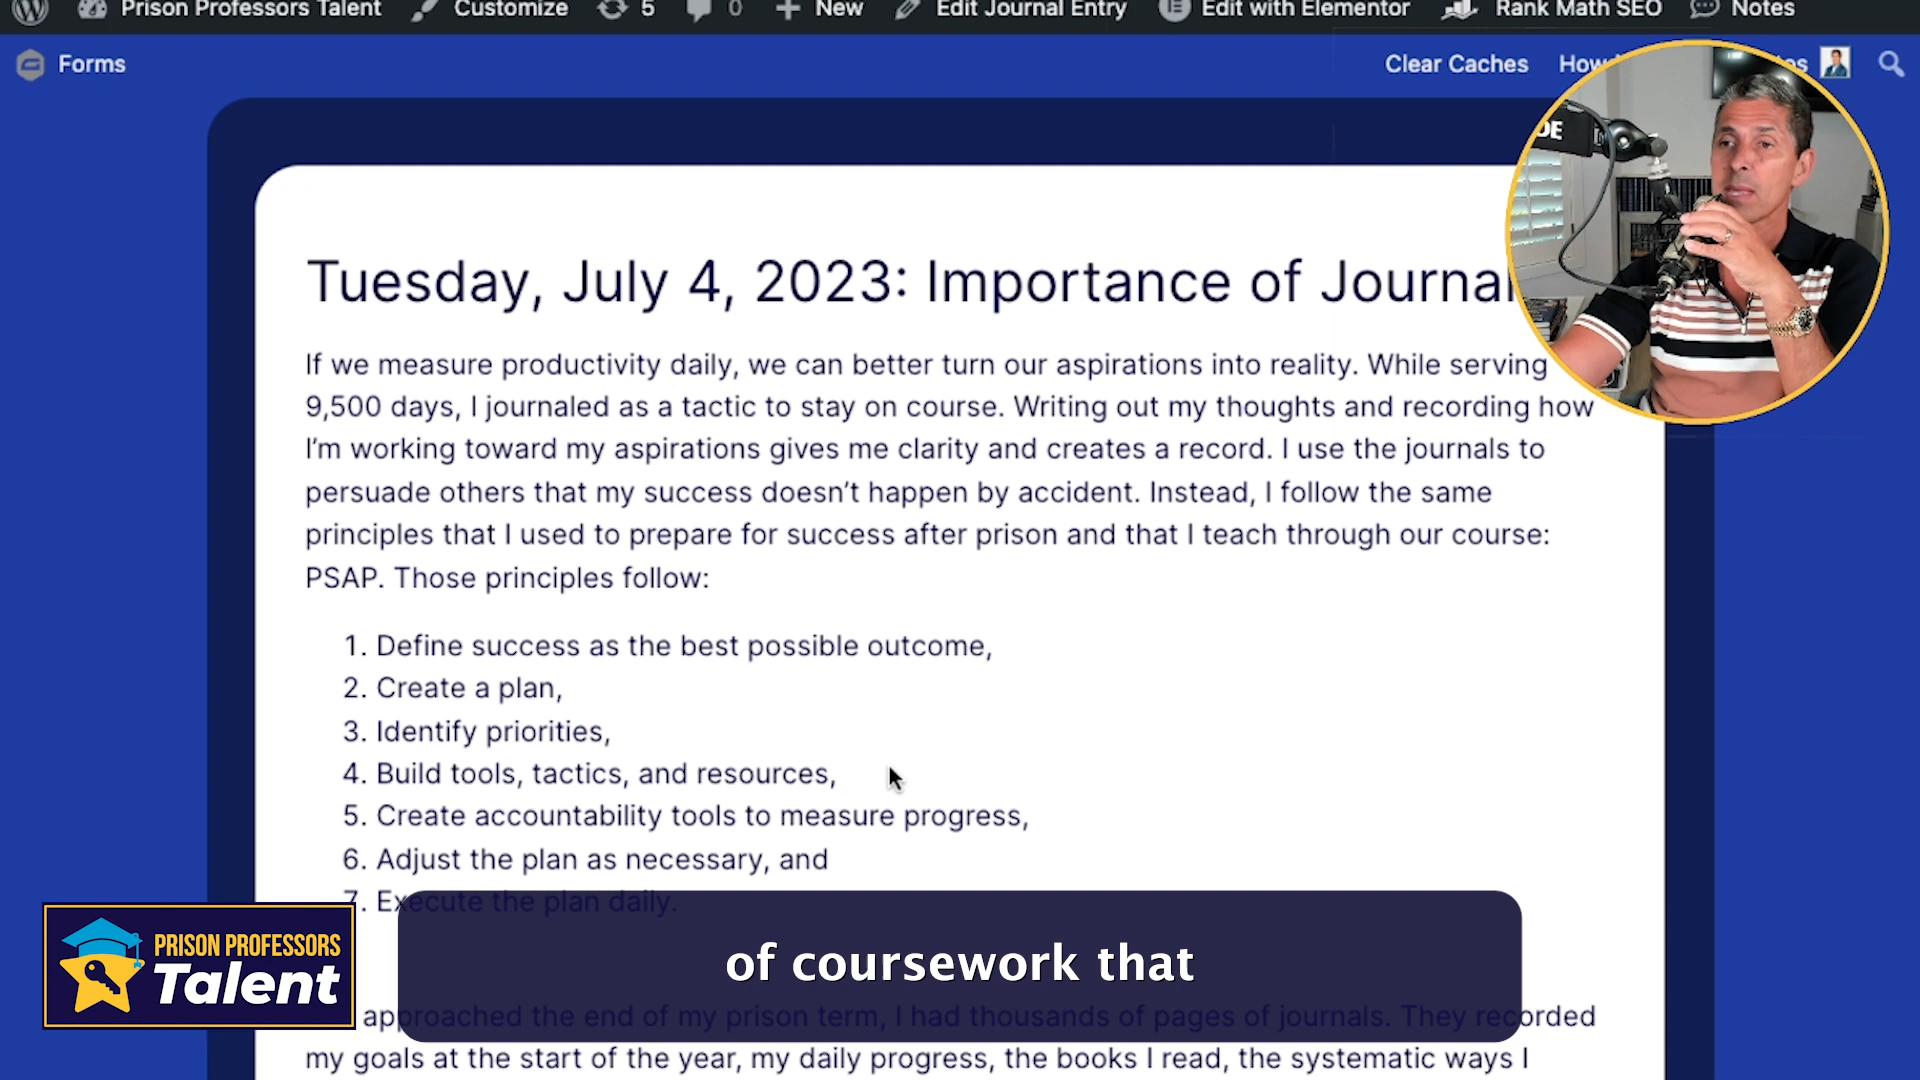 Prison Professors Talent Customize 5 0 New Edit Journal Entry Edit with Elementor Rank Math SEO Notes
Forms Clear Caches
DE
Tuesday, July 4, 2023: Importance of Journal
If we measure productivity daily, we can better turn our aspirations into reality. While serving
9,500 days, I journaled as a tactic to stay on course. Writing out my thoughts and recording how
I’m working toward my aspirations gives me clarity and creates a record. I use the journals to
persuade others that my success doesn’t happen by accident. Instead, I follow the same
principles that I used to prepare for success after prison and that I teach through our course:
PSAP. Those principles follow:
1. Define success as the best possible outcome,
2. Create a plan,
3. Identify priorities,
4. Build tools, tactics, and resources,
5. Create accountability tools to measure progress,
6. Adjust the plan as necessary, and
7. Execute the plan daily.
PRISON PROFESSORS
Talent
of coursework that
approached the end of my prison term, I had thousands of pages of journals. They recorded
my goals at the start of the year, my daily progress, the books I read, the systematic ways I